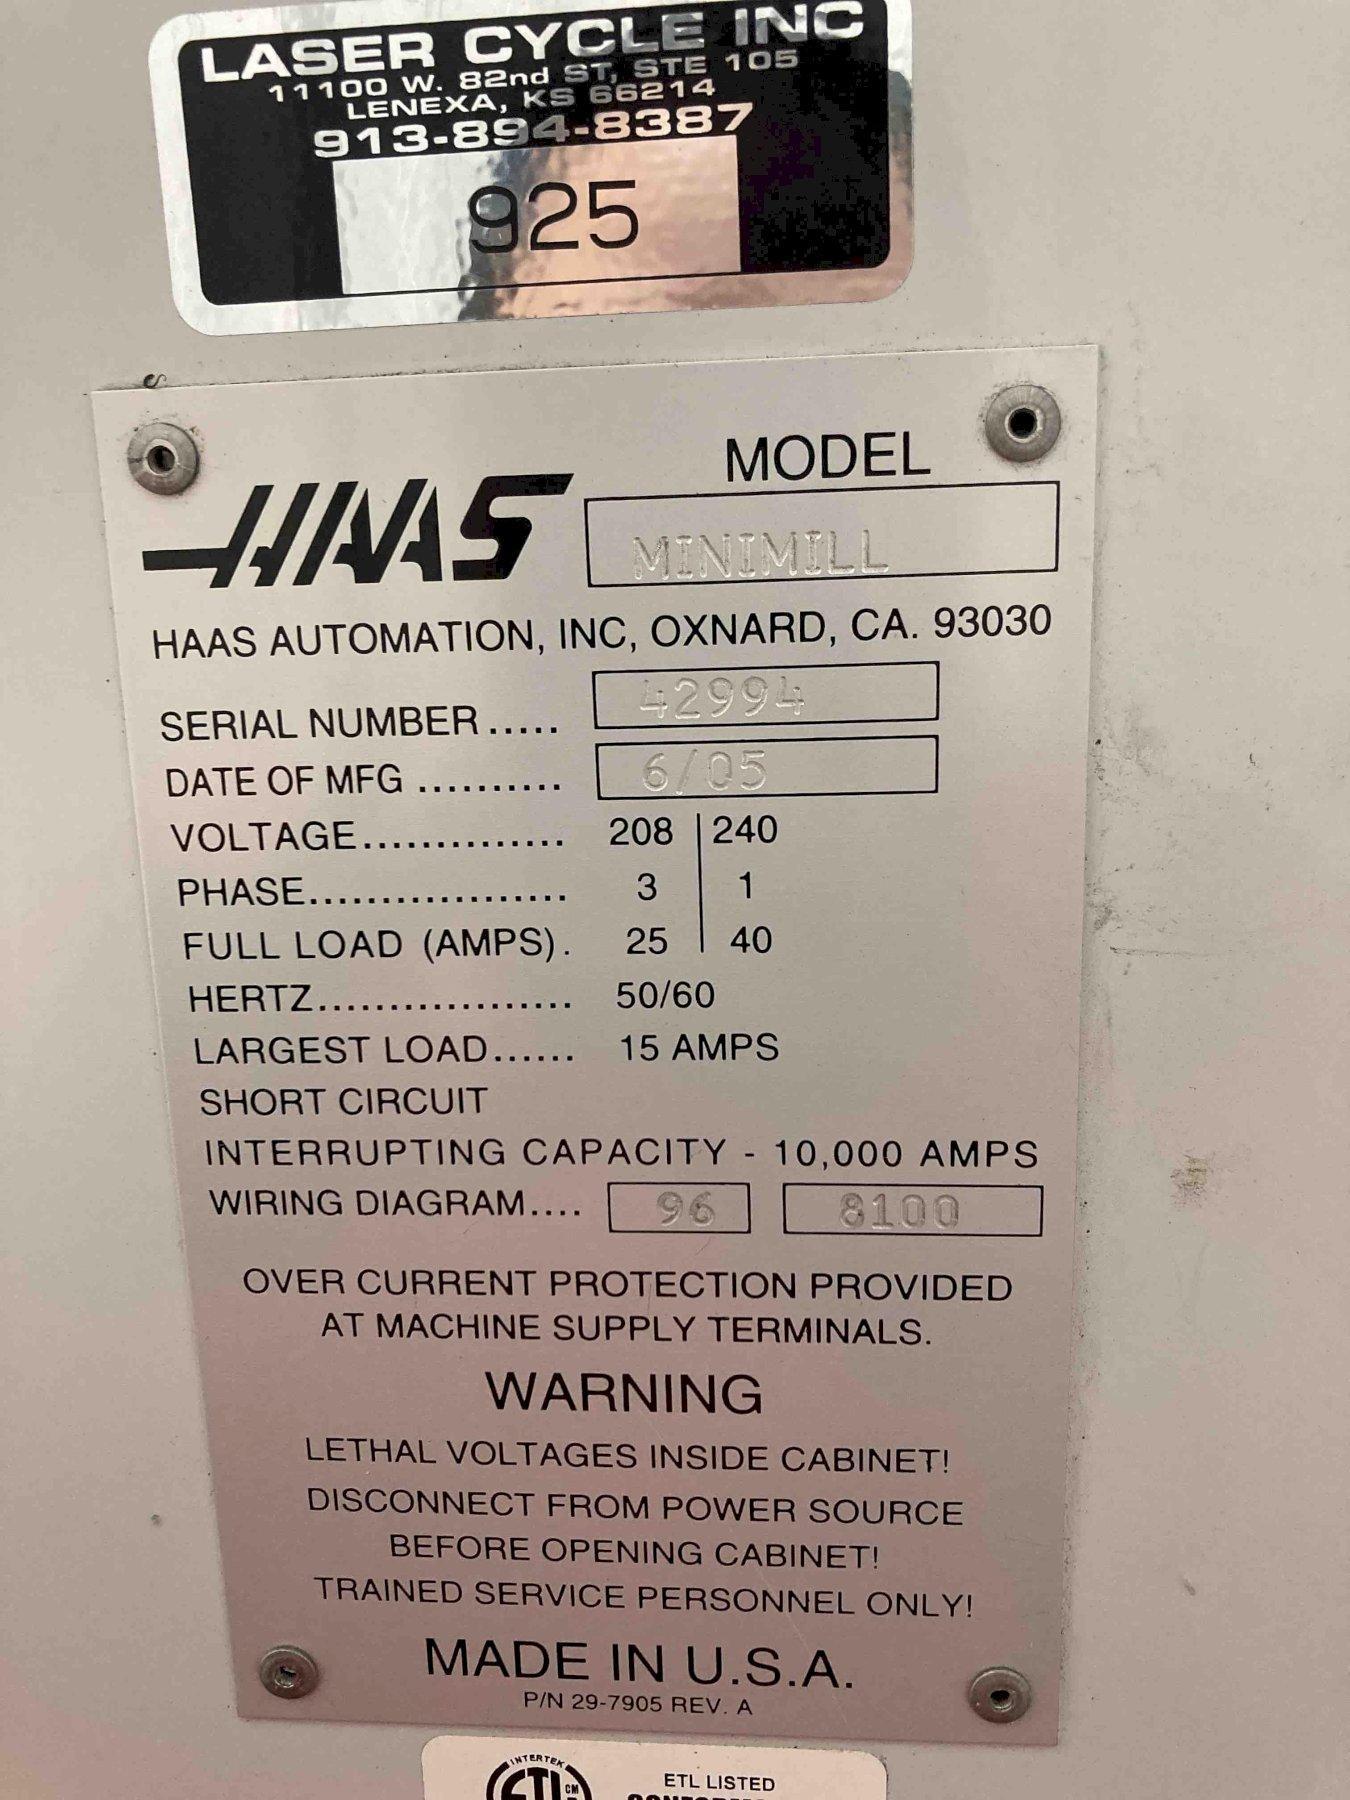 LASER CYCLE INC
11100 W. 82nd ST, STE 105
LENEXA, KS 66214
913-894-8387
925
HAAS
MODEL
MINIMILL
HAAS AUTOMATION, INC, OXNARD, CA. 93030
SERIAL NUMBER ..... 42994
DATE OF MFG .......... 6/05
VOLTAGE.............. 208 | 240
PHASE.................. 3 1
FULL LOAD (AMPS). 25 40
HERTZ.................. 50/60
LARGEST LOAD...... 15 AMPS
SHORT CIRCUIT
INTERRUPTING CAPACITY - 10,000 AMPS
WIRING DIAGRAM.... 96 8100
OVER CURRENT PROTECTION PROVIDED
AT MACHINE SUPPLY TERMINALS.
WARNING
LETHAL VOLTAGES INSIDE CABINET!
DISCONNECT FROM POWER SOURCE
BEFORE OPENING CABINET!
TRAINED SERVICE PERSONNEL ONLY!
MADE IN U.S.A.
P/N 29-7905 REV. A
INTERTEK
ETL CM
ETL LISTED